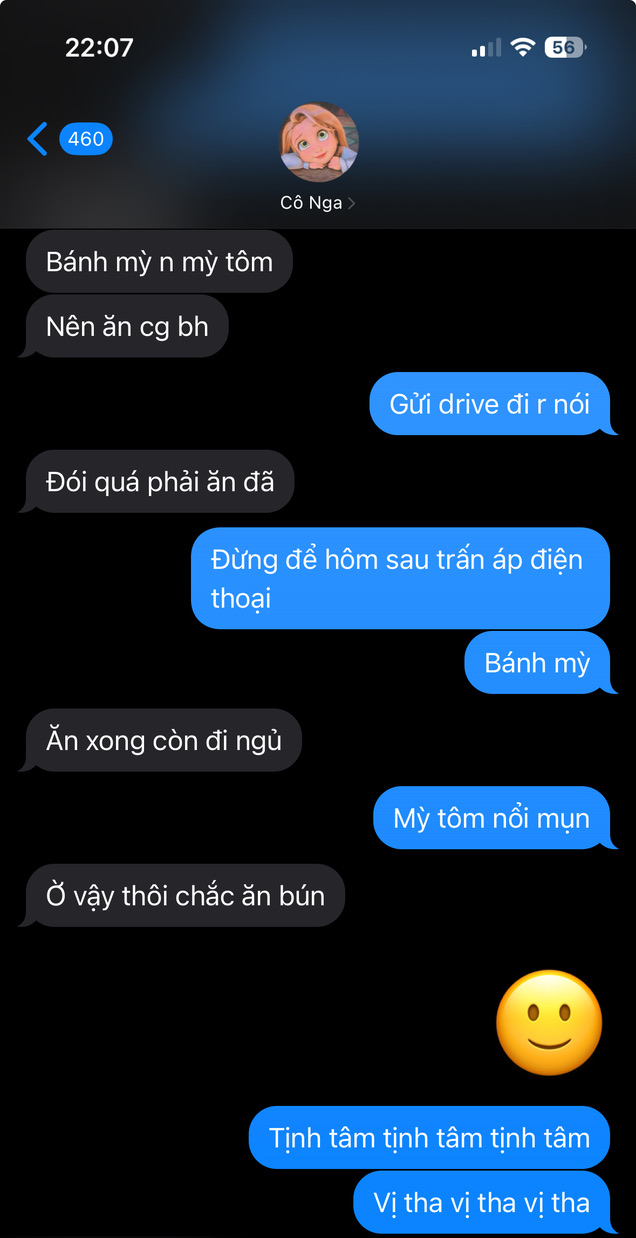 22:07
56
460
Cô Nga
Bánh mỳ n mỳ tôm
Nên ăn cg bh
Gửi drive đi r nói
Đói quá phải ăn đã
Đừng để hôm sau trấn áp điện
thoại
Bánh mỳ
Ăn xong còn đi ngủ
Mỳ tôm nổi mụn
Ờ vậy thôi chắc ăn bún
Tịnh tâm tịnh tâm tịnh tâm
Vị tha vị tha vị tha